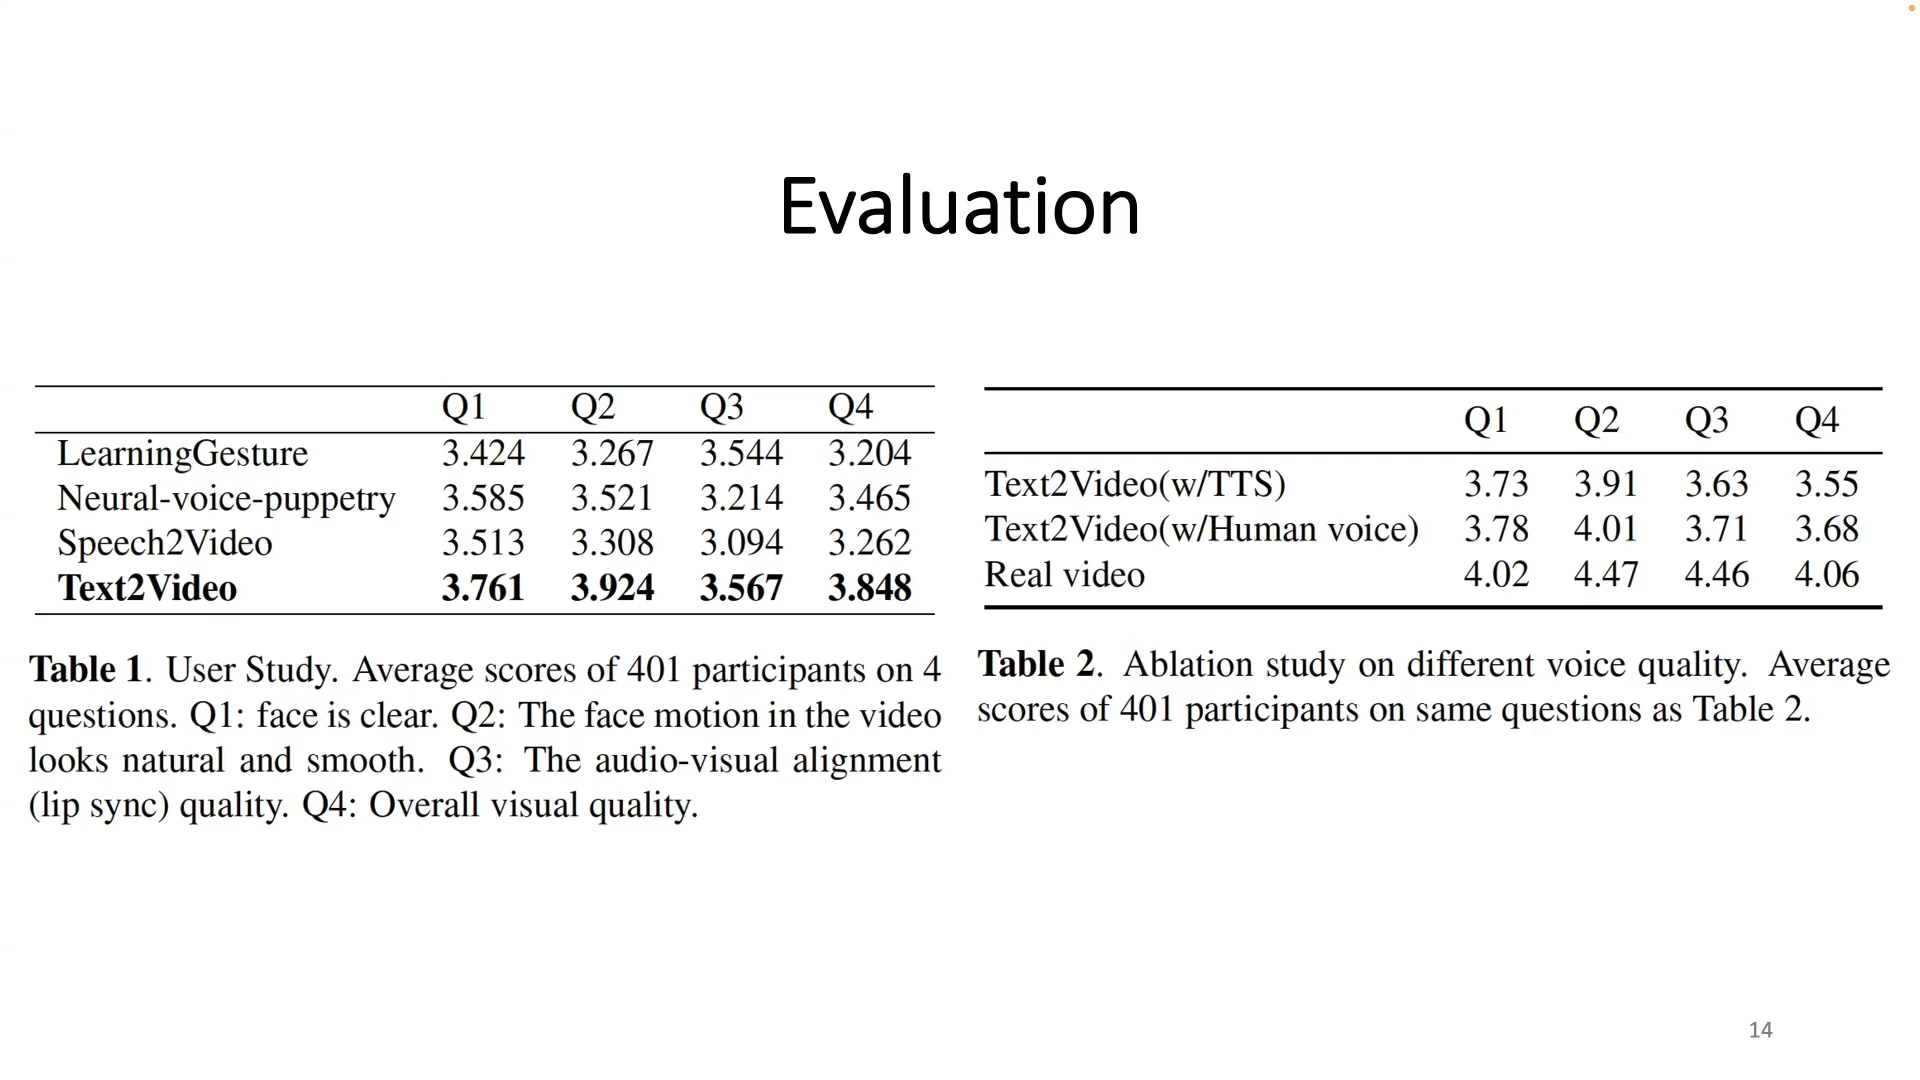 Evaluation
Q1 Q2 Q3 Q4
LearningGesture 3.424 3.267 3.544 3.204
Neural-voice-puppetry 3.585 3.521 3.214 3.465
Speech2Video 3.513 3.308 3.094 3.262
Text2Video 3.761 3.924 3.567 3.848
Table 1. User Study. Average scores of 401 participants on 4
questions. Q1: face is clear. Q2: The face motion in the video
looks natural and smooth. Q3: The audio-visual alignment
(lip sync) quality. Q4: Overall visual quality.
Q1 Q2 Q3 Q4
Text2Video(w/TTS) 3.73 3.91 3.63 3.55
Text2Video(w/Human voice) 3.78 4.01 3.71 3.68
Real video 4.02 4.47 4.46 4.06
Table 2. Ablation study on different voice quality. Average
scores of 401 participants on same questions as Table 2.
14